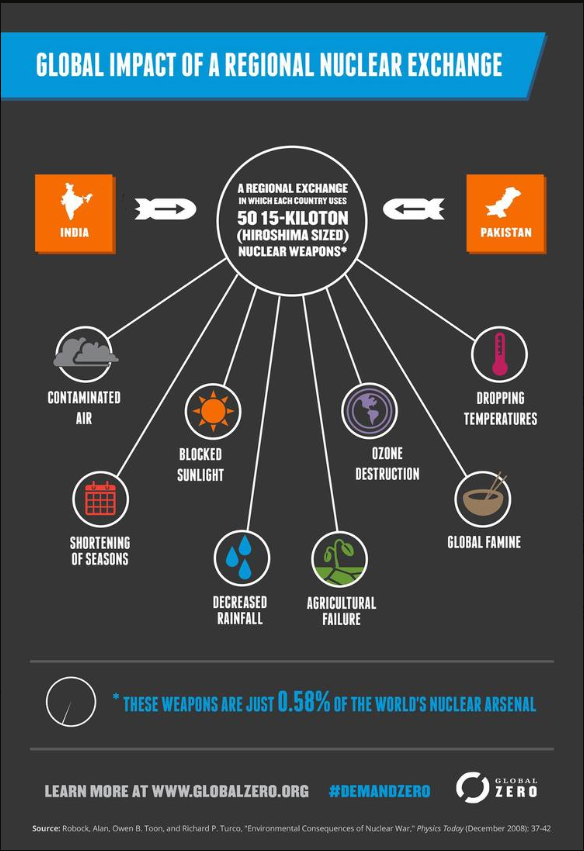 GLOBAL IMPACT OF A REGIONAL NUCLEAR EXCHANGE
A REGIONAL EXCHANGE
IN WHICH EACH COUNTRY USES
50 15-KILOTON
(HIROSHIMA SIZED)
NUCLEAR WEAPONS*
INDIA
PAKISTAN
CONTAMINATED
AIR
DROPPING
TEMPERATURES
BLOCKED
SUNLIGHT
OZONE
DESTRUCTION
SHORTENING
OF SEASONS
GLOBAL FAMINE
DECREASED
RAINFALL
AGRICULTURAL
FAILURE
* THESE WEAPONS ARE JUST 0.58% OF THE WORLD'S NUCLEAR ARSENAL
LEARN MORE AT WWW.GLOBALZERO.ORG
#DEMANDZERO
GLOBAL
ZERO
Source: Robock, Alan, Owen B. Toon, and Richard P. Turco, "Environmental Consequences of Nuclear War," Physics Today (December 2008): 37-42